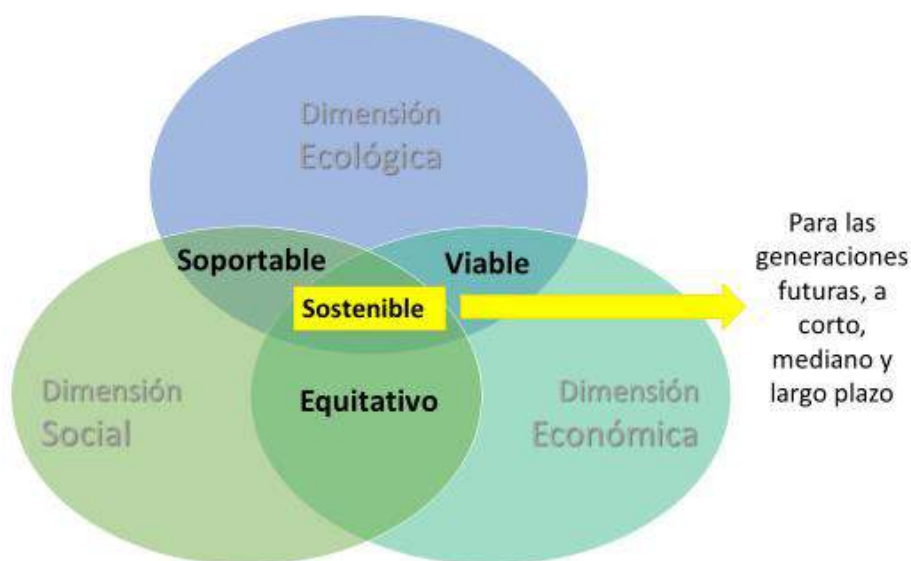 Dimensión
Ecológica
Soportable
Viable
Sostenible
Para las
generaciones
futuras, a
corto,
mediano y
largo plazo
Dimensión
Social
Equitativo
Dimensión
Económica